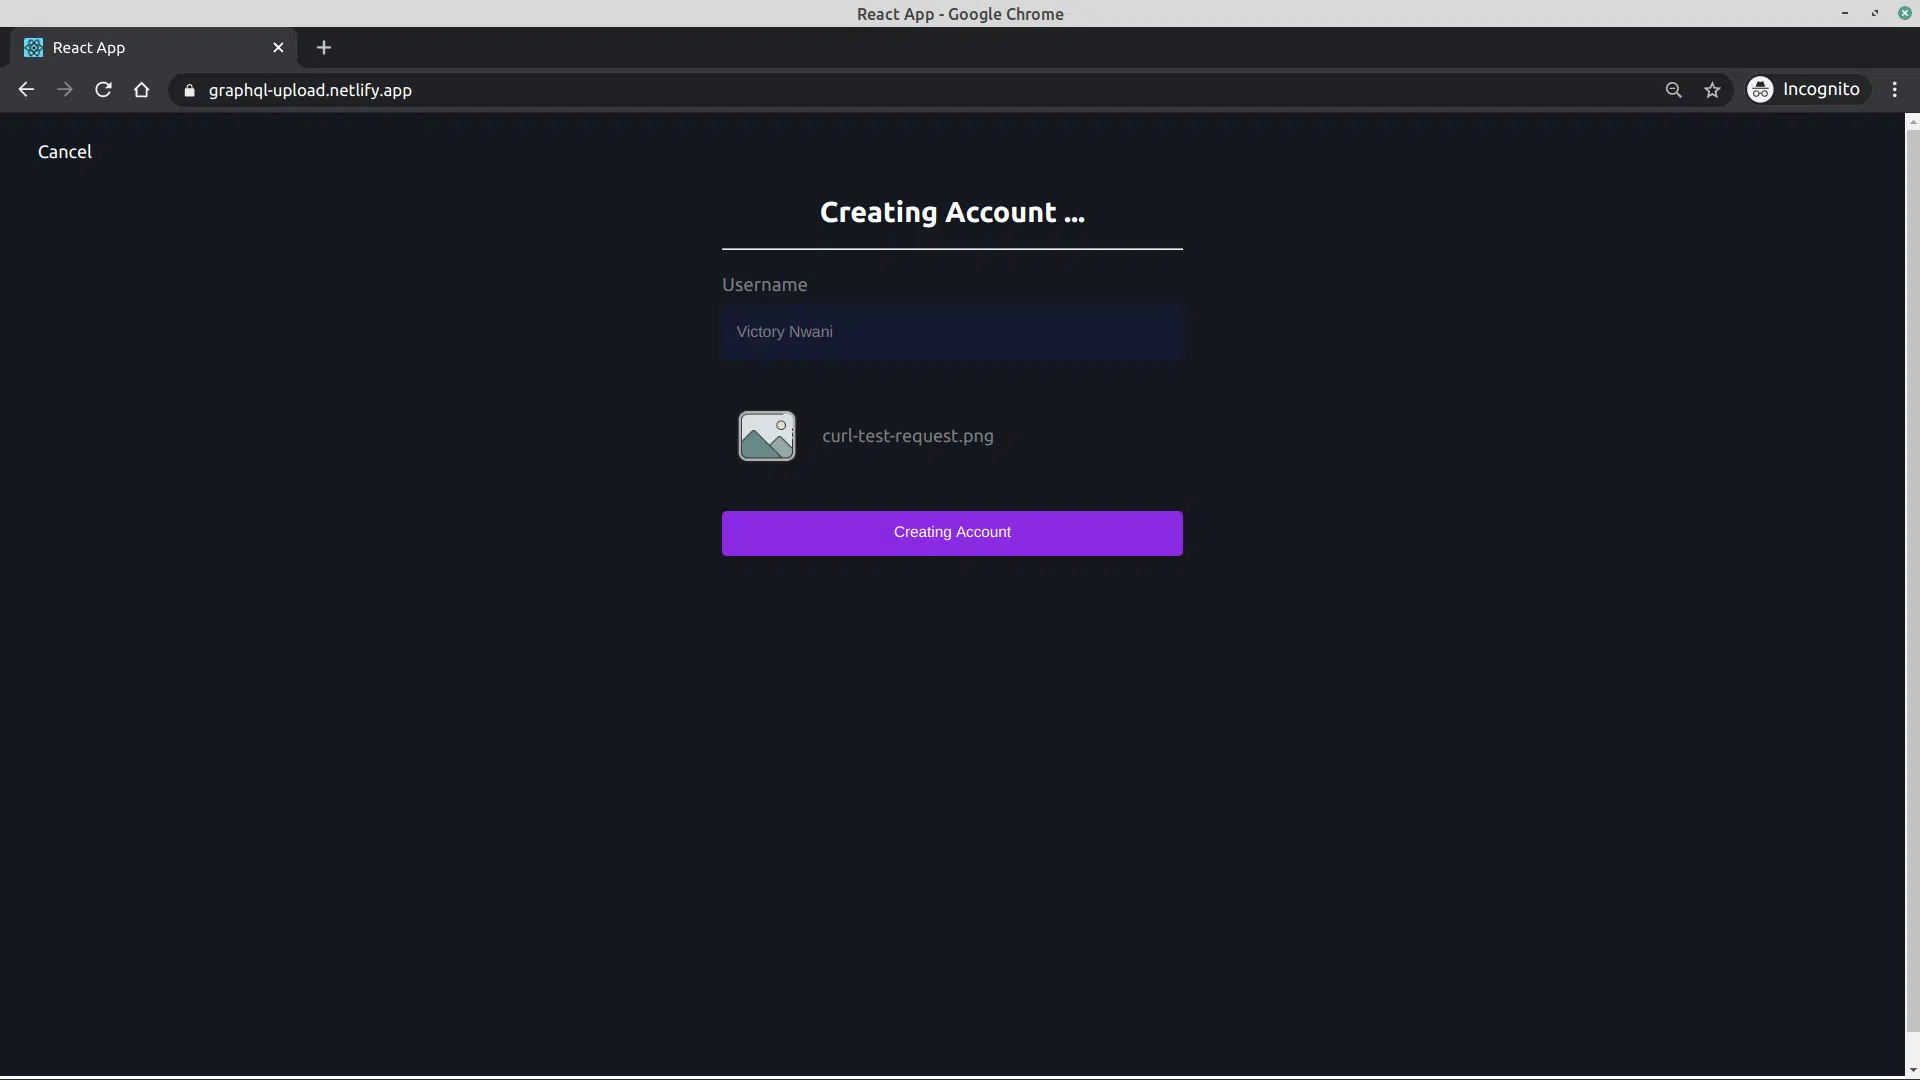 React App - Google Chrome
React App
graphql-upload.netlify.app
Incognito
Cancel
Creating Account ...
Username
Victory Nwani
curl-test-request.png
Creating Account